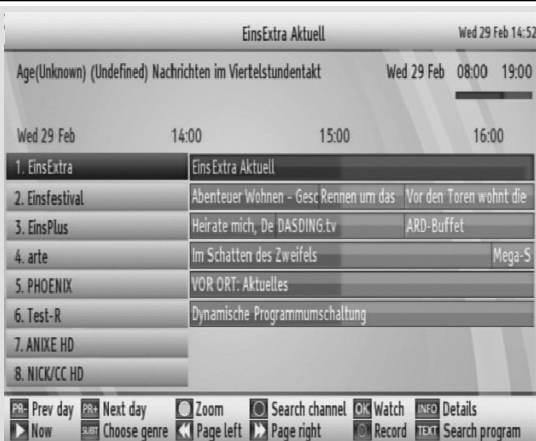 EinsExtra Aktuell Wed 29 Feb 14:52
Age(Unknown) (Undefined) Nachrichten im Viertelstundentakt Wed 29 Feb 08:00 19:00
Wed 29 Feb 14:00 15:00 16:00
1. EinsExtra EinsExtra Aktuell
2. Einsfestival Abenteuer Wohnen - Gesc Rennen um das Vor den Toren wohnt die
3. EinsPlus Heirate mich, De DASDING.tv ARD-Buffet
4. arte Im Schatten des Zweifels Mega-S
5. PHOENIX VOR ORT: Aktuelles
6. Test-R Dynamische Programmumschaltung
7. ANIXE HD
8. NICK/CC HD
PR- Prev day PR+ Next day Zoom Search channel OK Watch INFO Details
Now SUBT Choose genre Page left Page right Record TEXT Search program